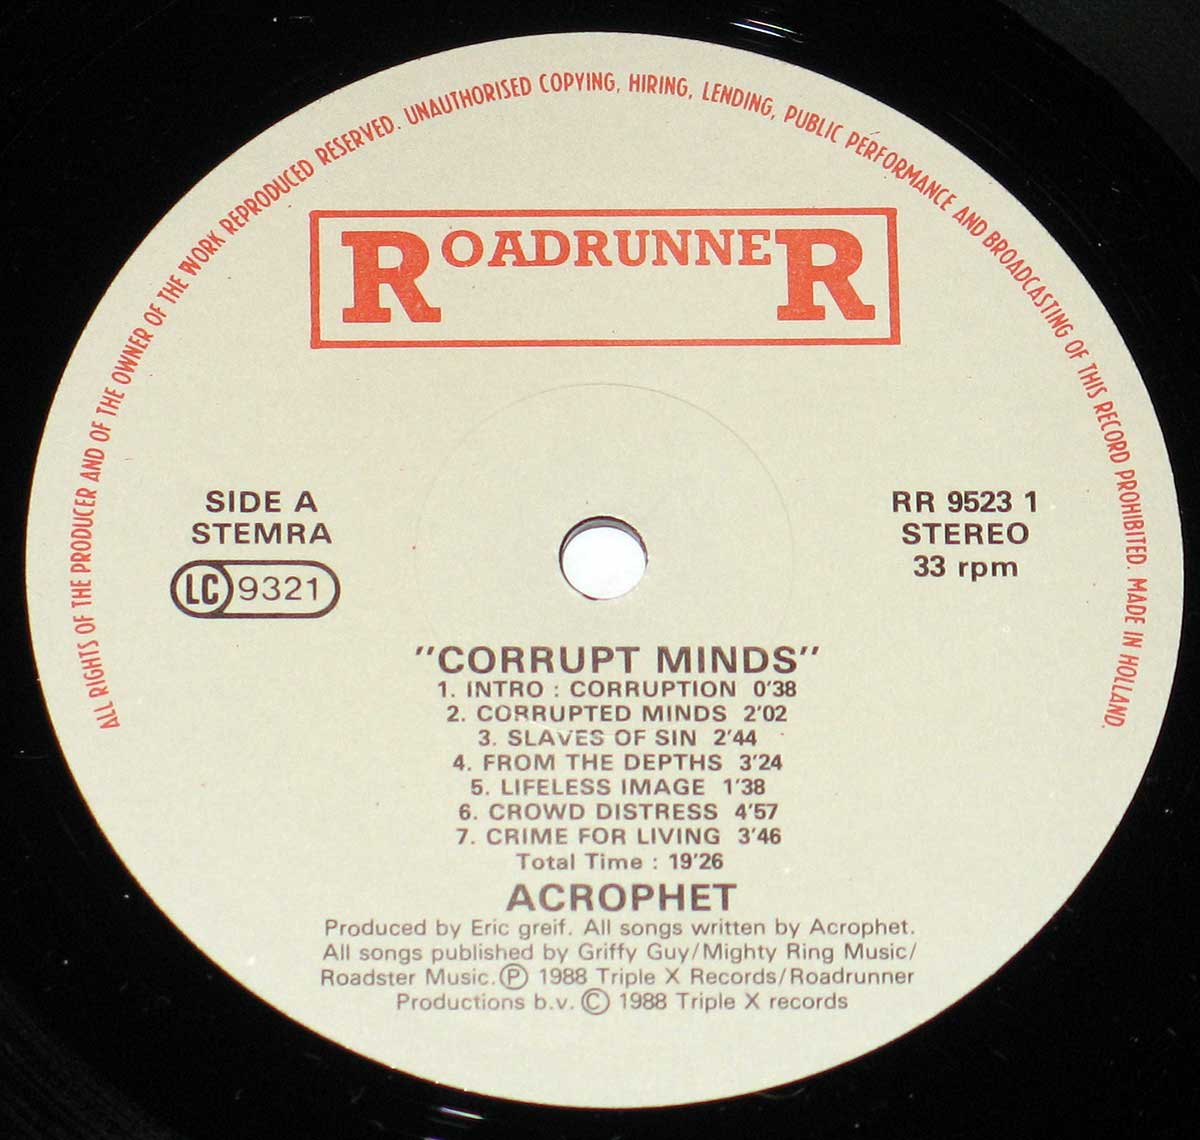 ALL RIGHTS OF THE PRODUCER AND OF THE OWNER OF THE WORK REPRODUCED RESERVED. UNAUTHORISED COPYING, HIRING, LENDING, PUBLIC PERFORMANCE AND BROADCASTING OF THIS RECORD PROHIBITED. MADE IN HOLLAND.
ROADRUNNER
SIDE A
STEMRA
LC 9321
RR 9523 1
STEREO
33 rpm
"CORRUPT MINDS"
1. INTRO : CORRUPTION 0'38
2. CORRUPTED MINDS 2'02
3. SLAVES OF SIN 2'44
4. FROM THE DEPTHS 3'24
5. LIFELESS IMAGE 1'38
6. CROWD DISTRESS 4'57
7. CRIME FOR LIVING 3'46
Total Time : 19'26
ACROPHET
Produced by Eric greif. All songs written by Acrophet.
All songs published by Griffy Guy/Mighty Ring Music/
Roadster Music. Ⓟ 1988 Triple X Records/Roadrunner
Productions b.v. © 1988 Triple X records